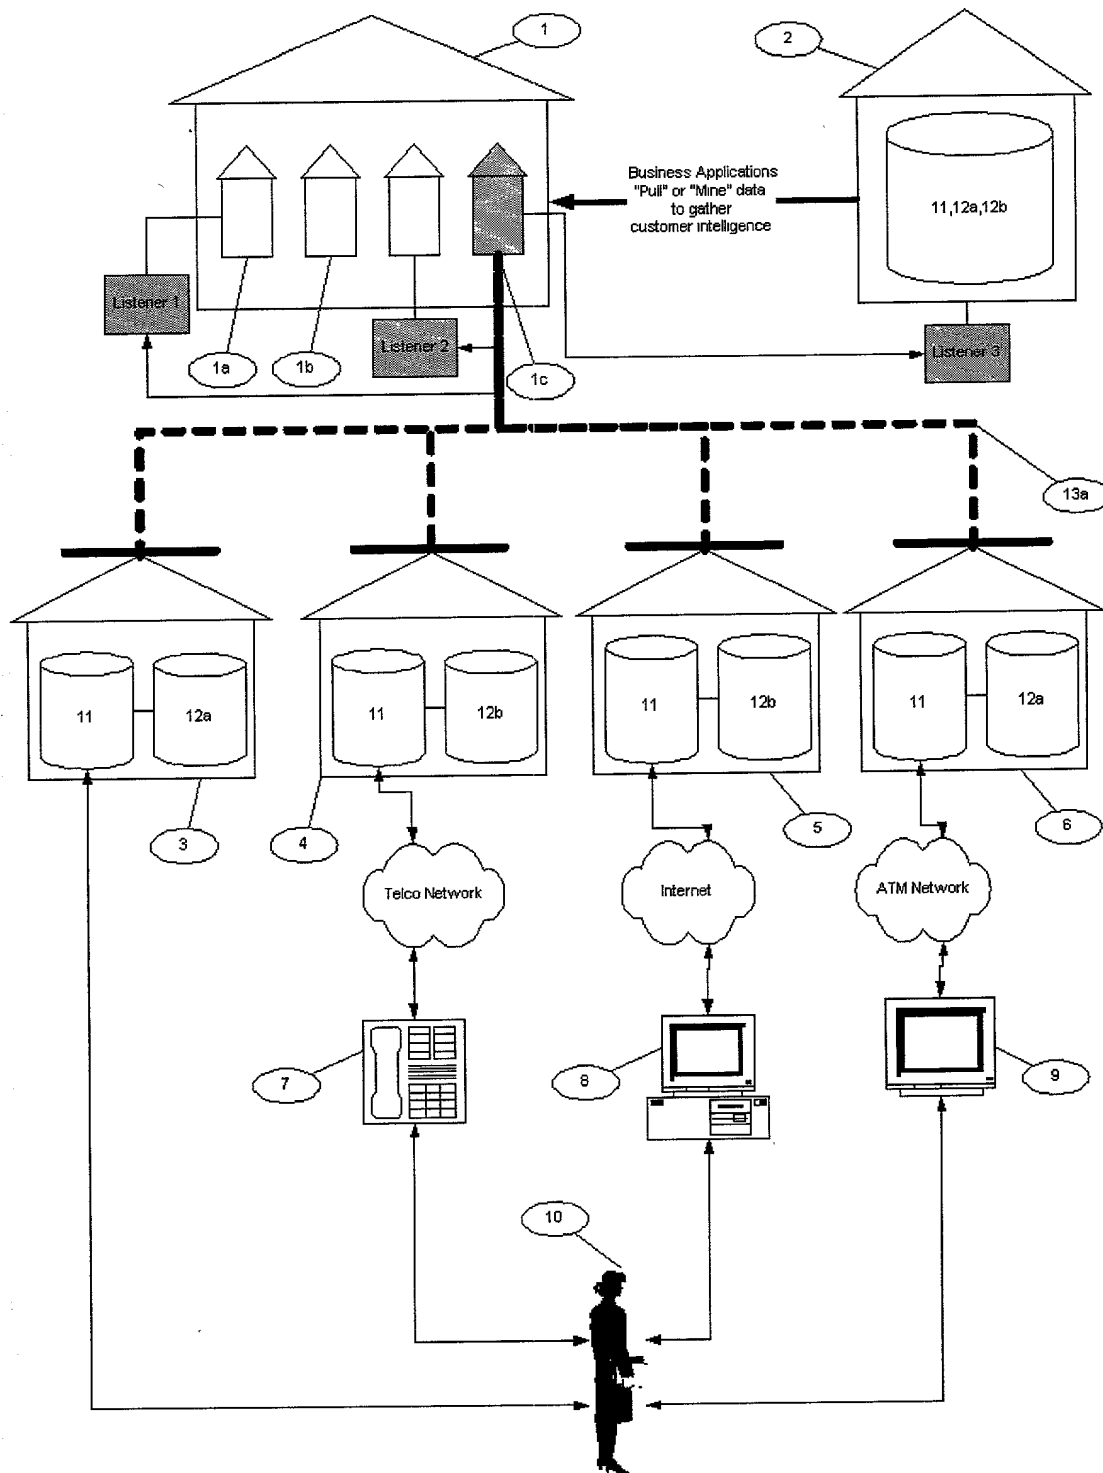 1
2
Business Applications
"Pull" or "Mine" data
to gather
customer intelligence
11,12a,12b
Listener 1
Listener 2
Listener 3
1a
1b
1c
13a
11
12a
11
12b
11
12b
11
12a
3
4
5
6
Telco Network
Internet
ATM Network
7
8
9
10